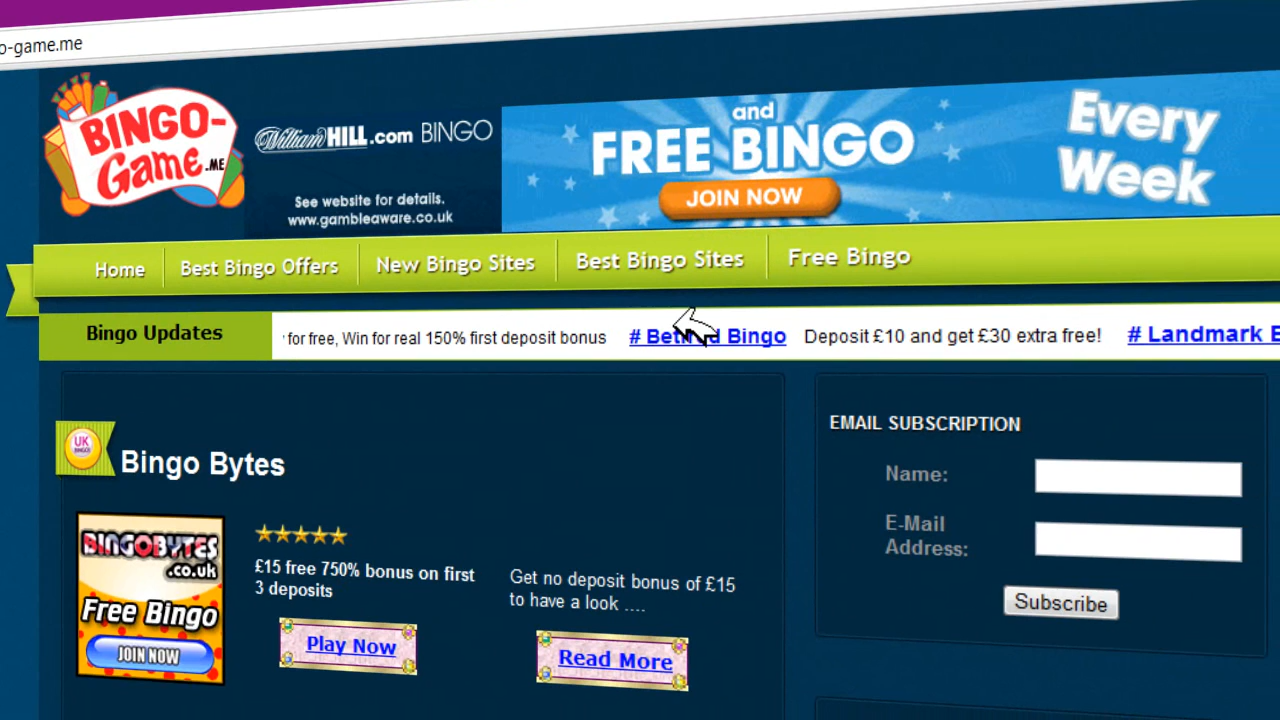 o-game.me
BINGO-
Game.ME
William HILL.com BINGO
See website for details.
www.gambleaware.co.uk
and
FREE BINGO
JOIN NOW
Every
Week
Home
Best Bingo Offers
New Bingo Sites
Best Bingo Sites
Free Bingo
Bingo Updates
for free, Win for real 150% first deposit bonus # Bingo Deposit £10 and get £30 extra free! # Landmark
EMAIL SUBSCRIPTION
Name:
E-Mail
Address:
Subscribe
UK
BINGO!
Bingo Bytes
BINGOBYTES
.co.uk
Free Bingo
JOIN NOW
£15 free 750% bonus on first
3 deposits
Play Now
Get no deposit bonus of £15
to have a look ....
Read More